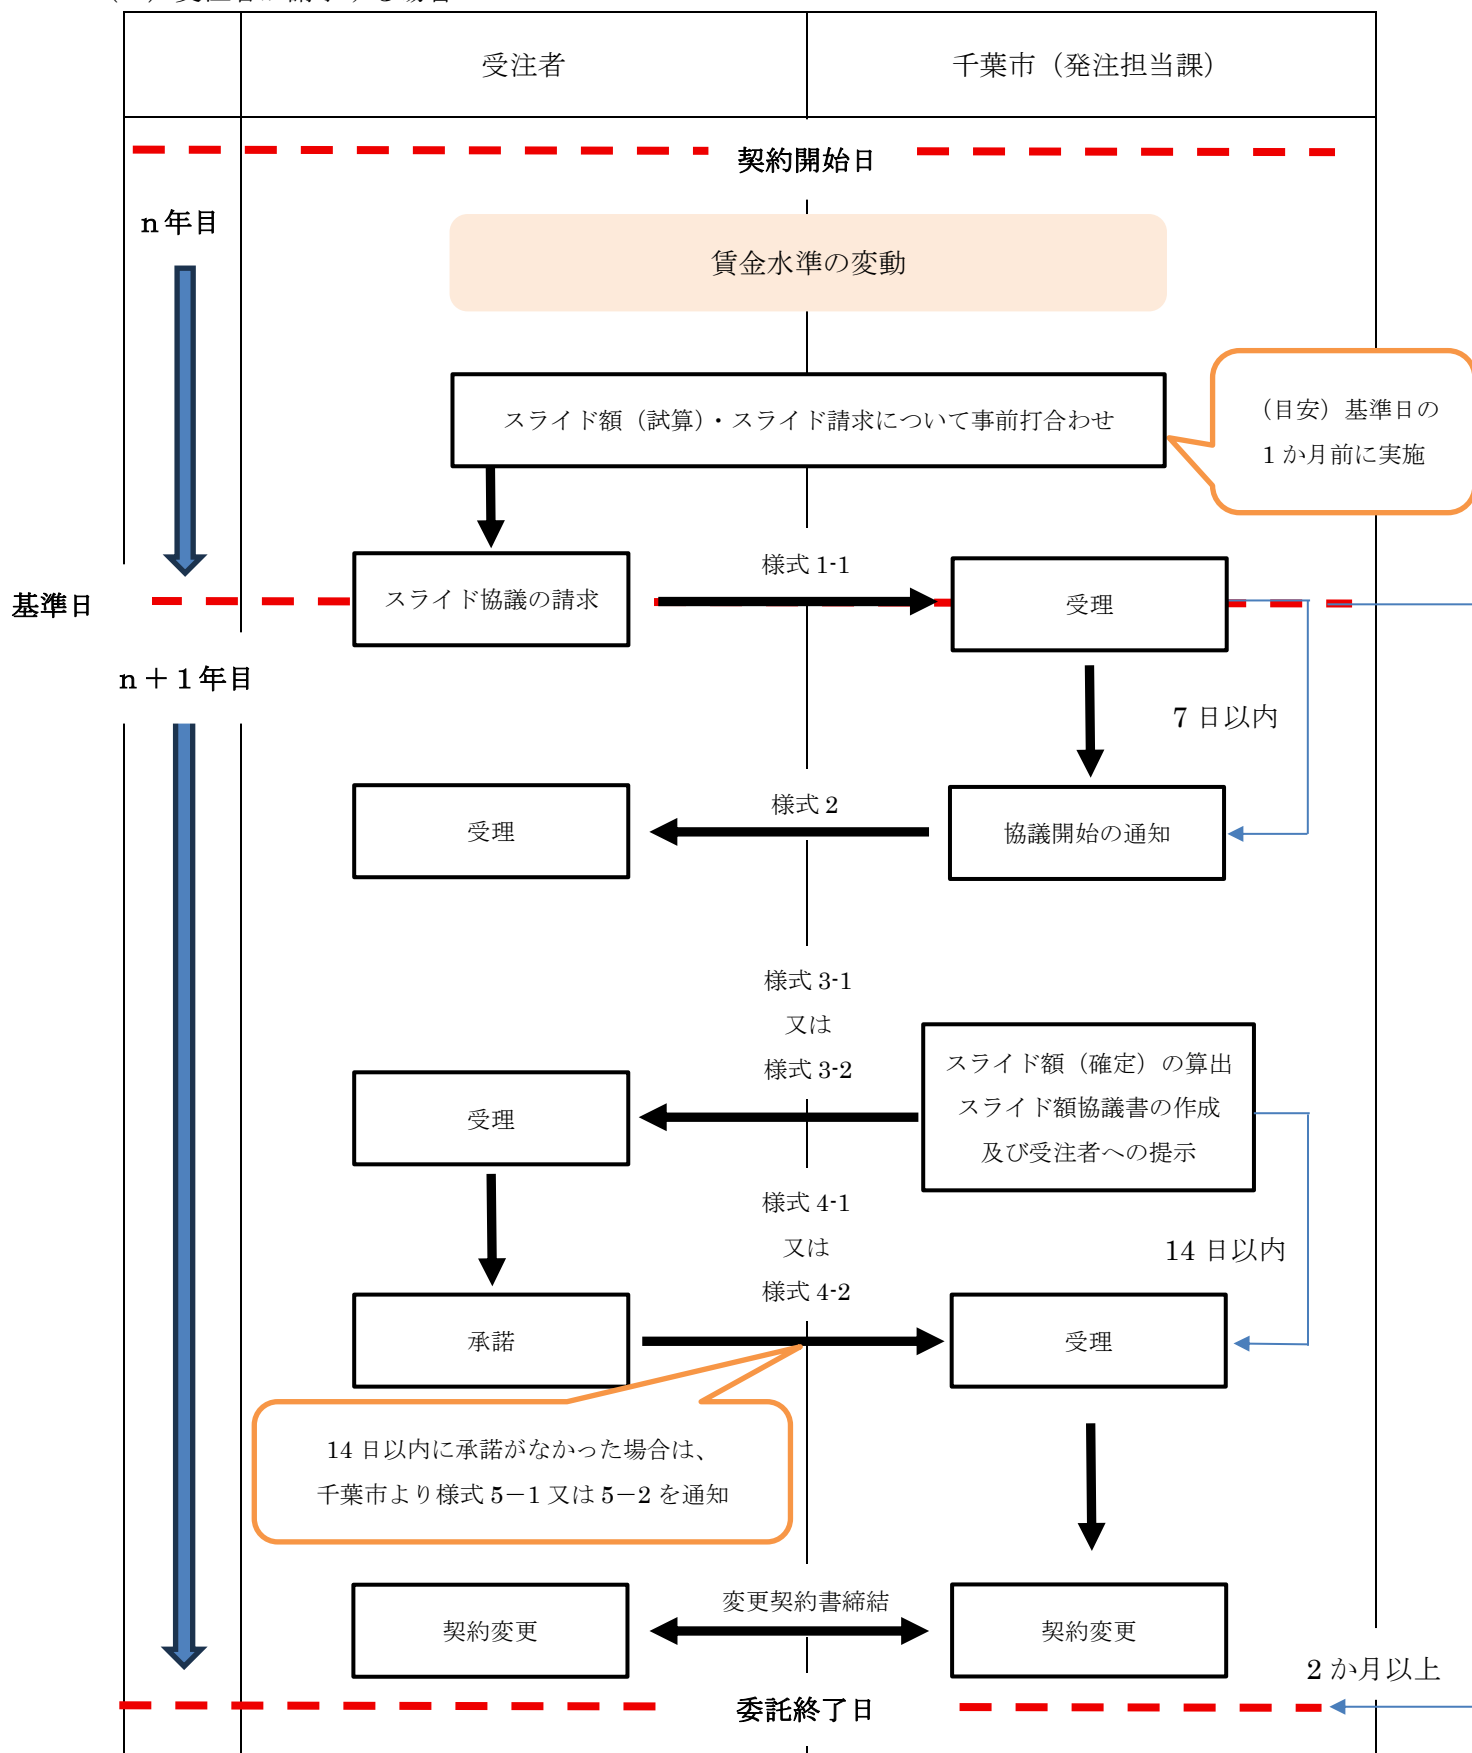 受注者
千葉市（発注担当課）
契約開始日
n年目
賃金水準の変動
スライド額（試算）・スライド請求について事前打合わせ
（目安）基準日の
1か月前に実施
様式 1-1
基準日
スライド協議の請求
受理
n＋1年目
7 日以内
様式 2
受理
協議開始の通知
様式 3-1
又は
様式 3-2
スライド額（確定）の算出
スライド額協議書の作成
及び受注者への提示
受理
様式 4-1
又は
様式 4-2
14 日以内
承諾
受理
14 日以内に承諾がなかった場合は、
千葉市より様式 5－1 又は 5－2 を通知
変更契約書締結
契約変更
契約変更
2 か月以上
委託終了日